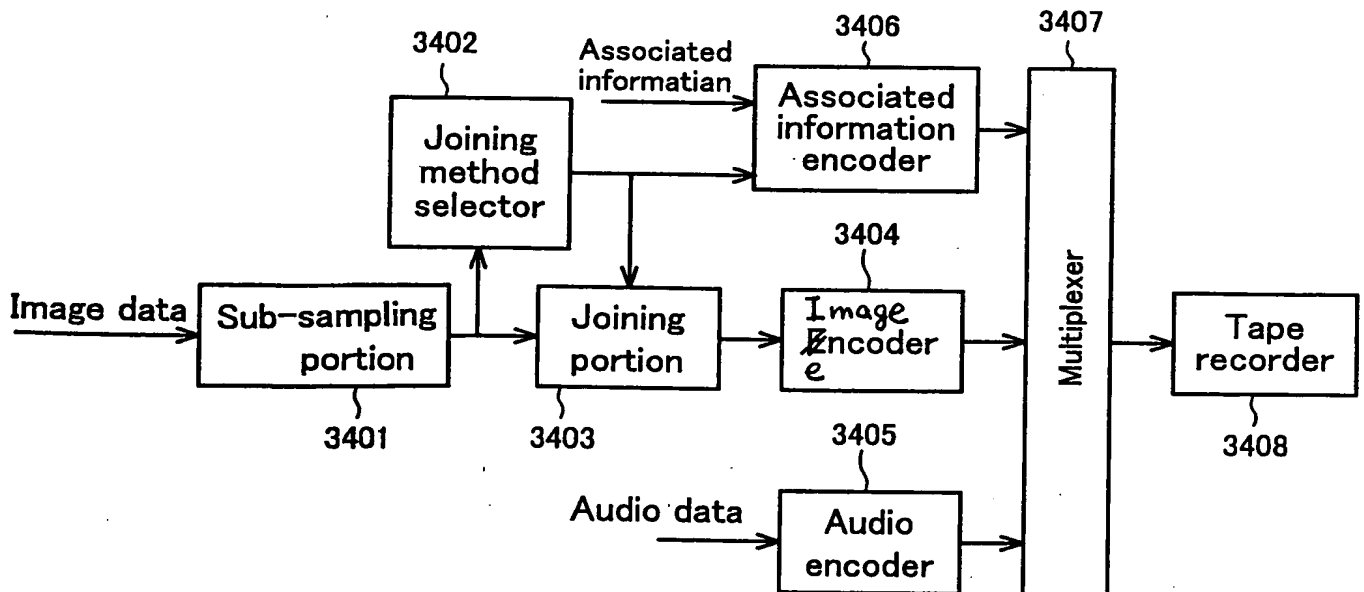 3406
3407
3402
Associated
informatian
Associated
information
encoder
Joining
method
selector
3404
Image data
Sub-sampling
portion
Joining
portion
Image
encoder
Multiplexer
Tape
recorder
3401
3403
3405
3408
Audio data
Audio
encoder